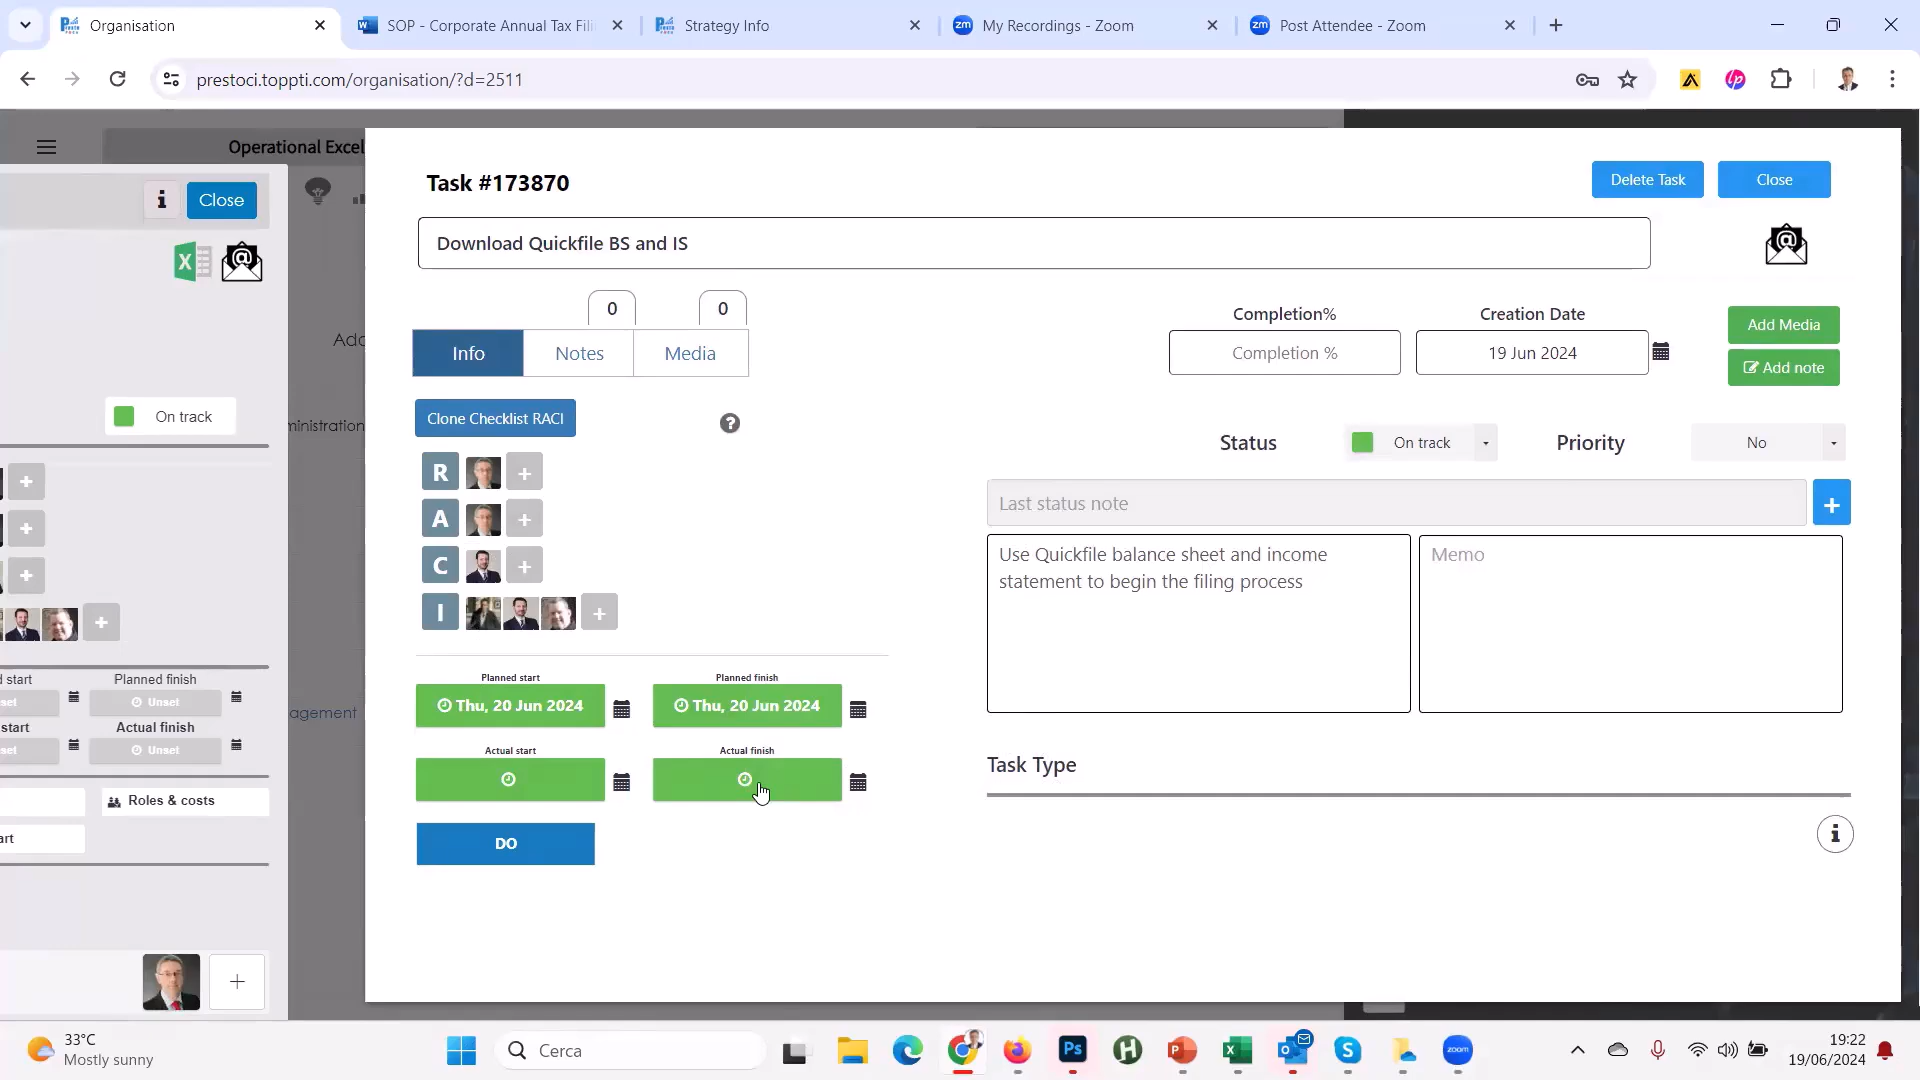 Organisation
SOP - Corporate Annual Tax Fili
Strategy Info
My Recordings - Zoom
Post Attendee - Zoom
prestoci.toppti.com/organisation/?d=2511
Operational Excel
Close
Task #173870
Delete Task
Close
Download Quickfile BS and IS
0
0
Info
Notes
Media
Completion%
Completion %
Creation Date
19 Jun 2024
Add Media
Add note
Clone Checklist RACI
?
On track
ministration
Status
On track
Priority
No
R
A
C
I
Last status note
Use Quickfile balance sheet and income
statement to begin the filing process
Memo
d start
Planned finish
Unset
start
Actual finish
Unset
agement
Planned start
Thu, 20 Jun 2024
Planned finish
Thu, 20 Jun 2024
Actual start
Actual finish
Task Type
Roles & costs
art
DO
33°C
Mostly sunny
Cerca
19:22
19/06/2024